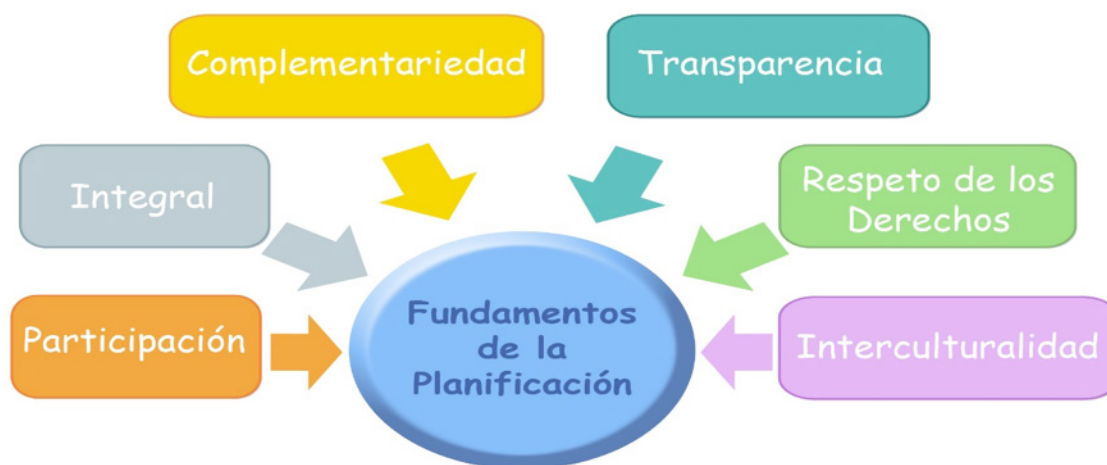 Complementariedad
Transparencia
Integral
Respeto de los
Derechos
Participación
Fundamentos
de la
Planificación
Interculturalidad